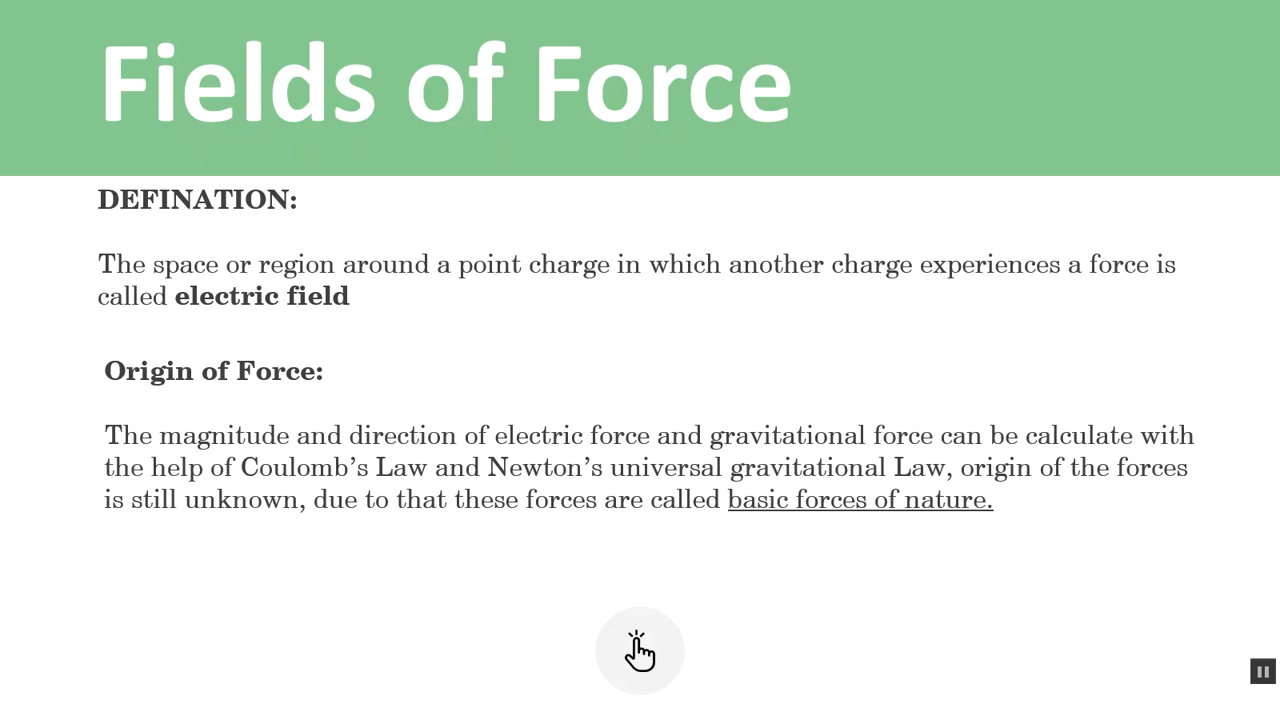 Fields of Force
DEFINATION:
The space or region around a point charge in which another charge experiences a force is
called electric field
Origin of Force:
The magnitude and direction of electric force and gravitational force can be calculate with
the help of Coulomb’s Law and Newton’s universal gravitational Law, origin of the forces
is still unknown, due to that these forces are called basic forces of nature.